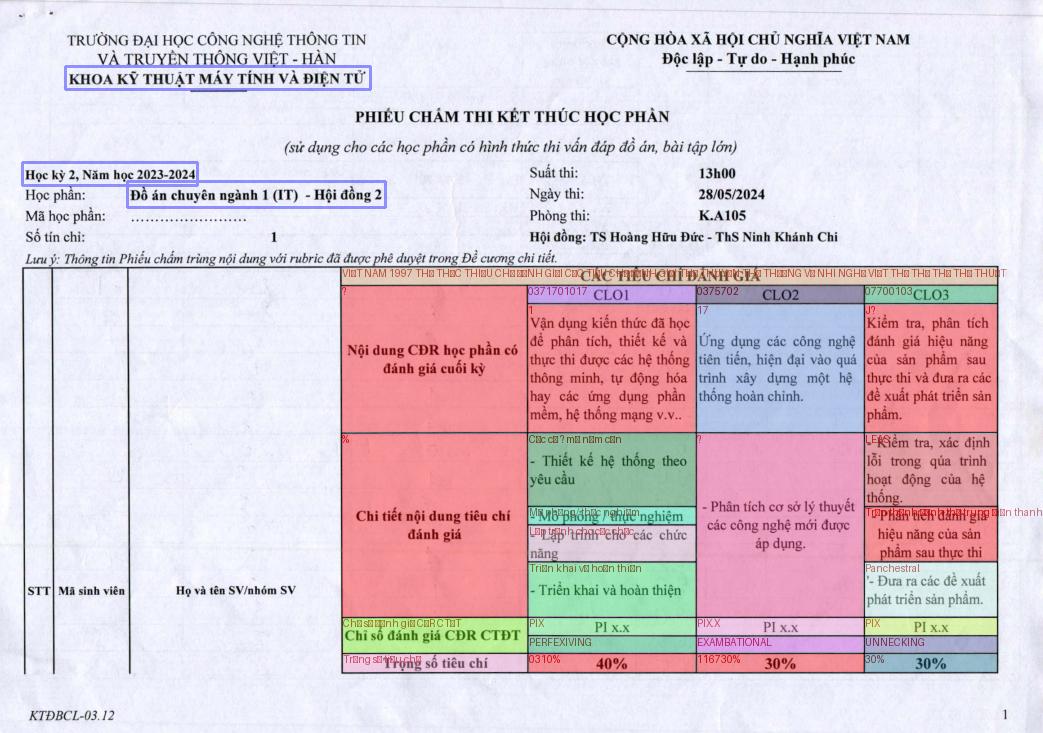 TRƯỜNG ĐẠI HỌC CÔNG NGHỆ THÔNG TIN
VÀ TRUYỀN THÔNG VIỆT - HÀN
KHOA KỸ THUẬT MÁY TÍNH VÀ ĐIỆN TỬ
CỘNG HÒA XÃ HỘI CHỦ NGHĨA VIỆT NAM
Độc lập - Tự do - Hạnh phúc
PHIẾU CHẤM THI KẾT THÚC HỌC PHẦN
(sử dụng cho các học phần có hình thức thi vấn đáp đồ án, bài tập lớn)
Học kỳ 2, Năm học 2023-2024
Học phần: Đồ án chuyên ngành 1 (IT) - Hội đồng 2
Mã học phần: ........................
Số tín chỉ: 1
Suất thi: 13h00
Ngày thi: 28/05/2024
Phòng thi: K.A105
Hội đồng: TS Hoàng Hữu Đức - ThS Ninh Khánh Chi
Lưu ý: Thông tin Phiếu chấm trùng nội dung với rubric đã được phê duyệt trong Đề cương chi tiết.
CÁC TIÊU CHÍ ĐÁNH GIÁ
?
0371701017
CLO1
0375702
CLO2
07700103
CLO3
Nội dung CĐR học phần có
đánh giá cuối kỳ
1
Vận dụng kiến thức đã học
để phân tích, thiết kế và
thực thi được các hệ thống
thông minh, tự động hóa
hay các ứng dụng phần
mềm, hệ thống mạng v.v..
17
Ứng dụng các công nghệ
tiên tiến, hiện đại vào quá
trình xây dựng một hệ
thống hoàn chỉnh.
J?
Kiểm tra, phân tích
đánh giá hiệu năng
của sản phẩm sau
thực thi và đưa ra các
đề xuất phát triển sản
phẩm.
%
Chi tiết nội dung tiêu chí
đánh giá
- Thiết kế hệ thống theo
yêu cầu
- Mô phỏng / thực nghiệm
- Lập trình cho các chức
năng
- Triển khai và hoàn thiện
?
- Phân tích cơ sở lý thuyết
các công nghệ mới được
áp dụng.
- Kiểm tra, xác định
lỗi trong qúa trình
hoạt động của hệ
thống.
- Phân tích đánh giá
hiệu năng của sản
phẩm sau thực thi
Panchestral
'- Đưa ra các đề xuất
phát triển sản phẩm.
STT
Mã sinh viên
Họ và tên SV/nhóm SV
Chỉ số đánh giá CĐR CTĐT
PIX
PI x.x
PIX.X
PI x.x
PIX
PI x.x
PERFEXIVING
EXAMBATIONAL
UNNECKING
Trọng số tiêu chí
0310%
40%
116730%
30%
30%
30%
KTĐBCL-03.12
1